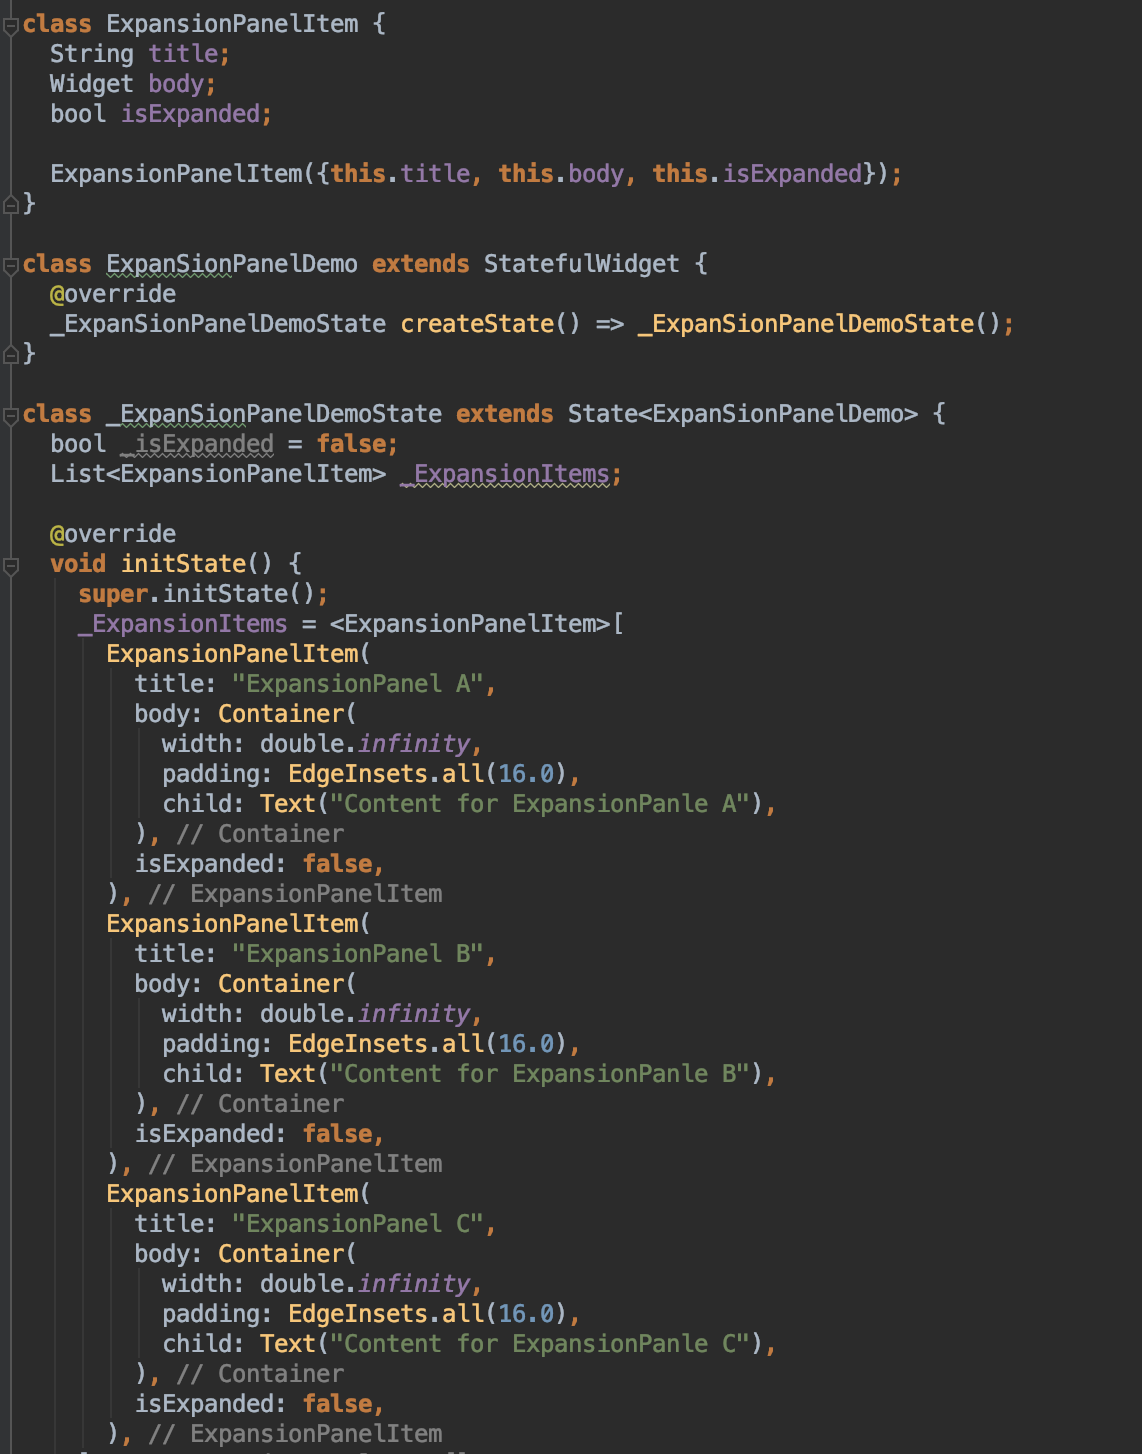 class ExpansionPanelItem {
  String title;
  Widget body;
  bool isExpanded;

  ExpansionPanelItem({this.title, this.body, this.isExpanded});
}

class ExpanSionPanelDemo extends StatefulWidget {
  @override
  _ExpanSionPanelDemoState createState() => _ExpanSionPanelDemoState();
}

class _ExpanSionPanelDemoState extends State<ExpanSionPanelDemo> {
  bool _isExpanded = false;
  List<ExpansionPanelItem> _ExpansionItems;

  @override
  void initState() {
    super.initState();
    _ExpansionItems = <ExpansionPanelItem>[
      ExpansionPanelItem(
        title: "ExpansionPanel A",
        body: Container(
          width: double.infinity,
          padding: EdgeInsets.all(16.0),
          child: Text("Content for ExpansionPanle A"),
        ), // Container
        isExpanded: false,
      ), // ExpansionPanelItem
      ExpansionPanelItem(
        title: "ExpansionPanel B",
        body: Container(
          width: double.infinity,
          padding: EdgeInsets.all(16.0),
          child: Text("Content for ExpansionPanle B"),
        ), // Container
        isExpanded: false,
      ), // ExpansionPanelItem
      ExpansionPanelItem(
        title: "ExpansionPanel C",
        body: Container(
          width: double.infinity,
          padding: EdgeInsets.all(16.0),
          child: Text("Content for ExpansionPanle C"),
        ), // Container
        isExpanded: false,
      ), // ExpansionPanelItem